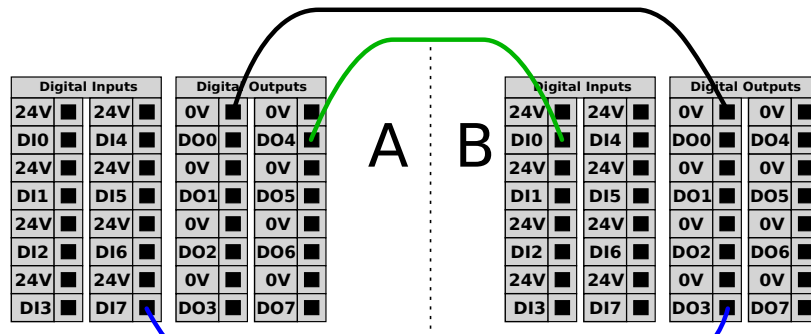 Digital Inputs Digital Outputs A B Digital Inputs Digital Outputs
24V 24V 0V 0V 24V 24V 0V 0V
DI0 DI4 DO0 DO4 DI0 DI4 DO0 DO4
24V 24V 0V 0V 24V 24V 0V 0V
DI1 DI5 DO1 DO5 DI1 DI5 DO1 DO5
24V 24V 0V 0V 24V 24V 0V 0V
DI2 DI6 DO2 DO6 DI2 DI6 DO2 DO6
24V 24V 0V 0V 24V 24V 0V 0V
DI3 DI7 DO3 DO7 DI3 DI7 DO3 DO7